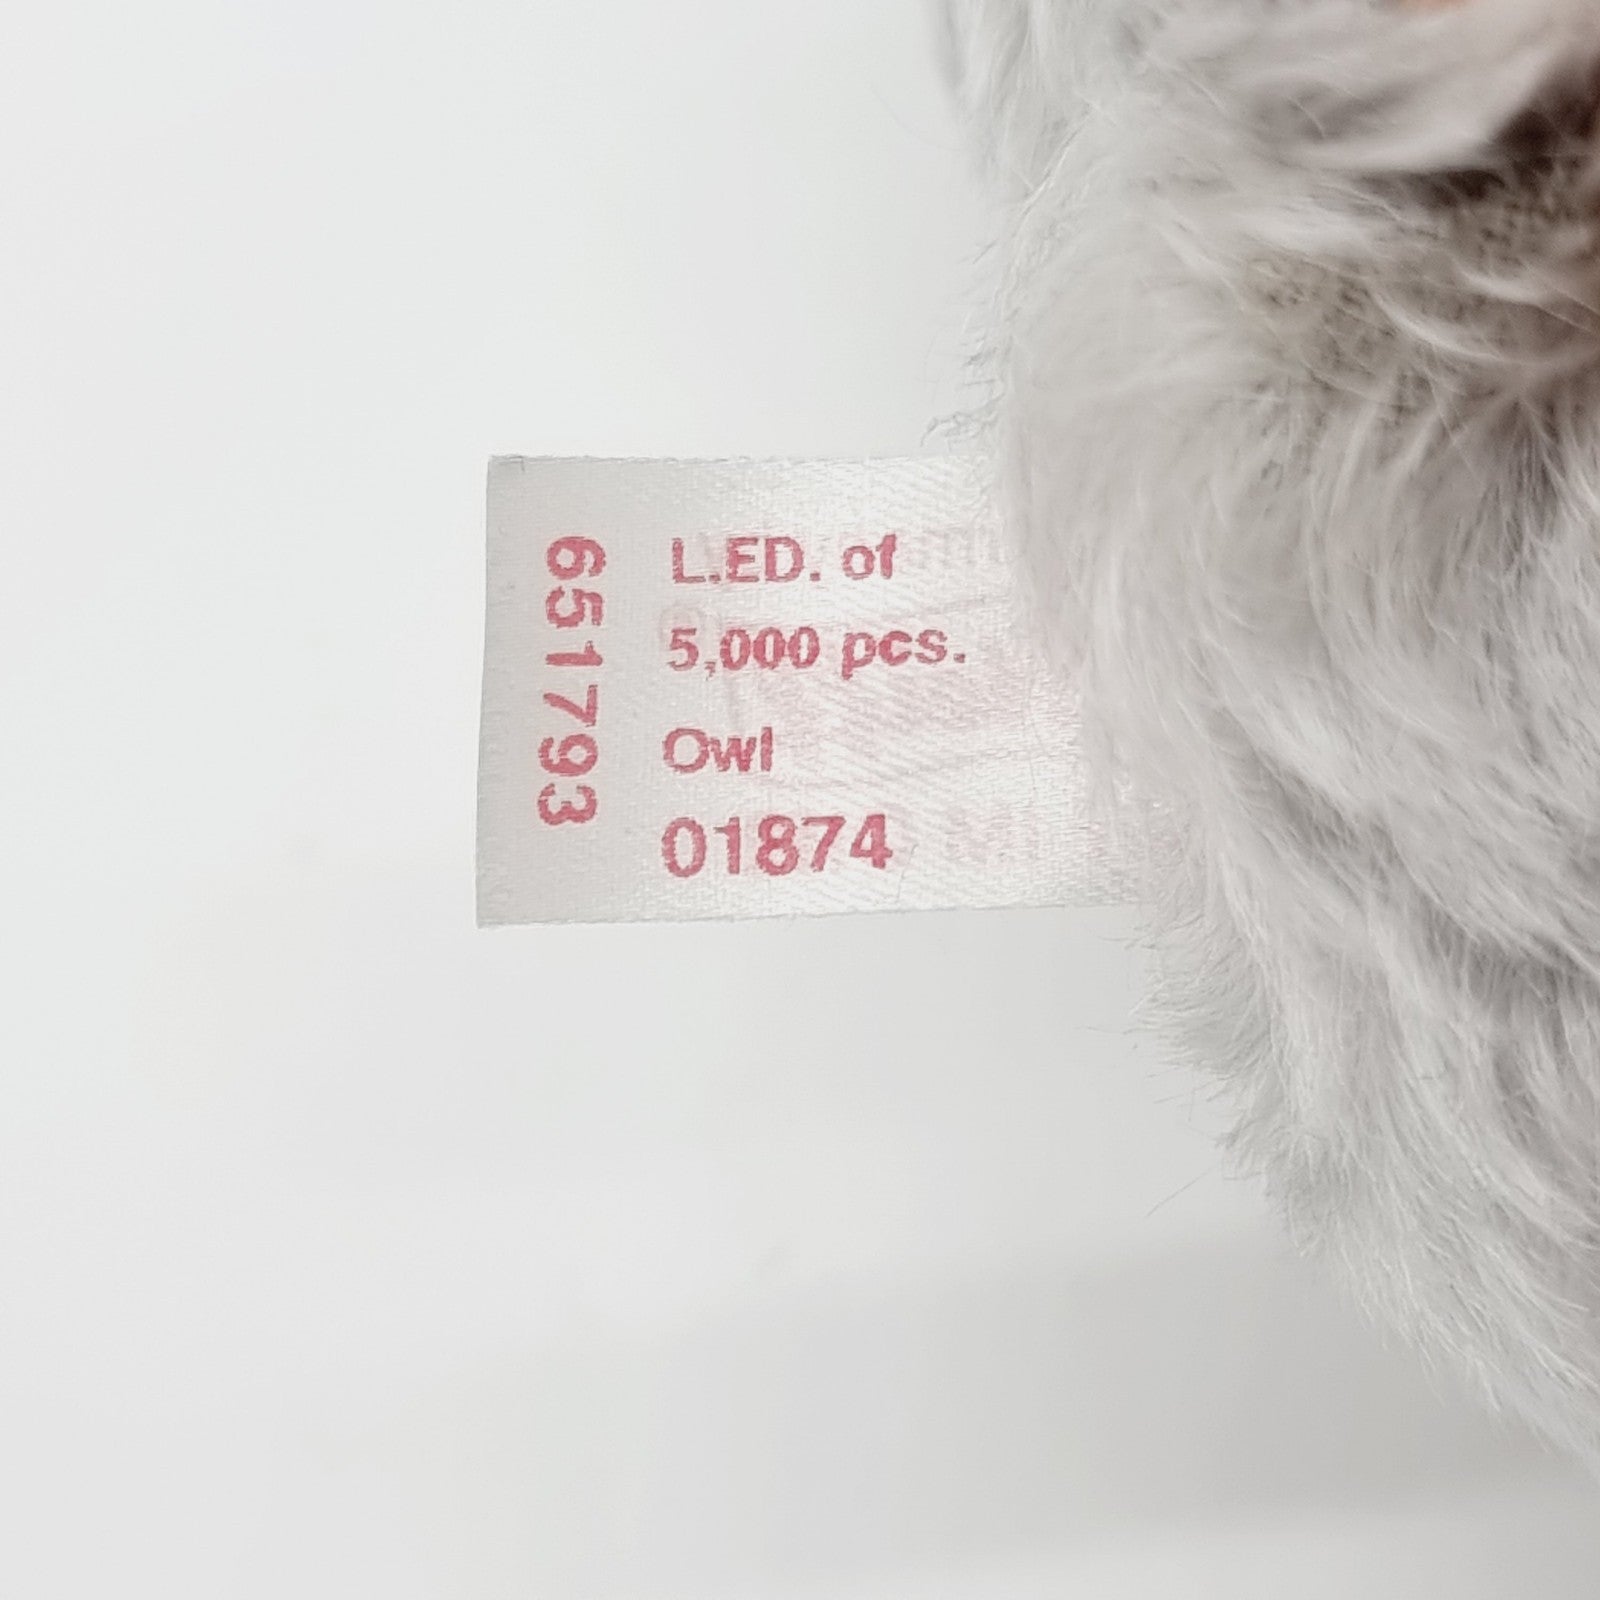 L.ED. of
5,000 pcs.
Owl
01874
651793